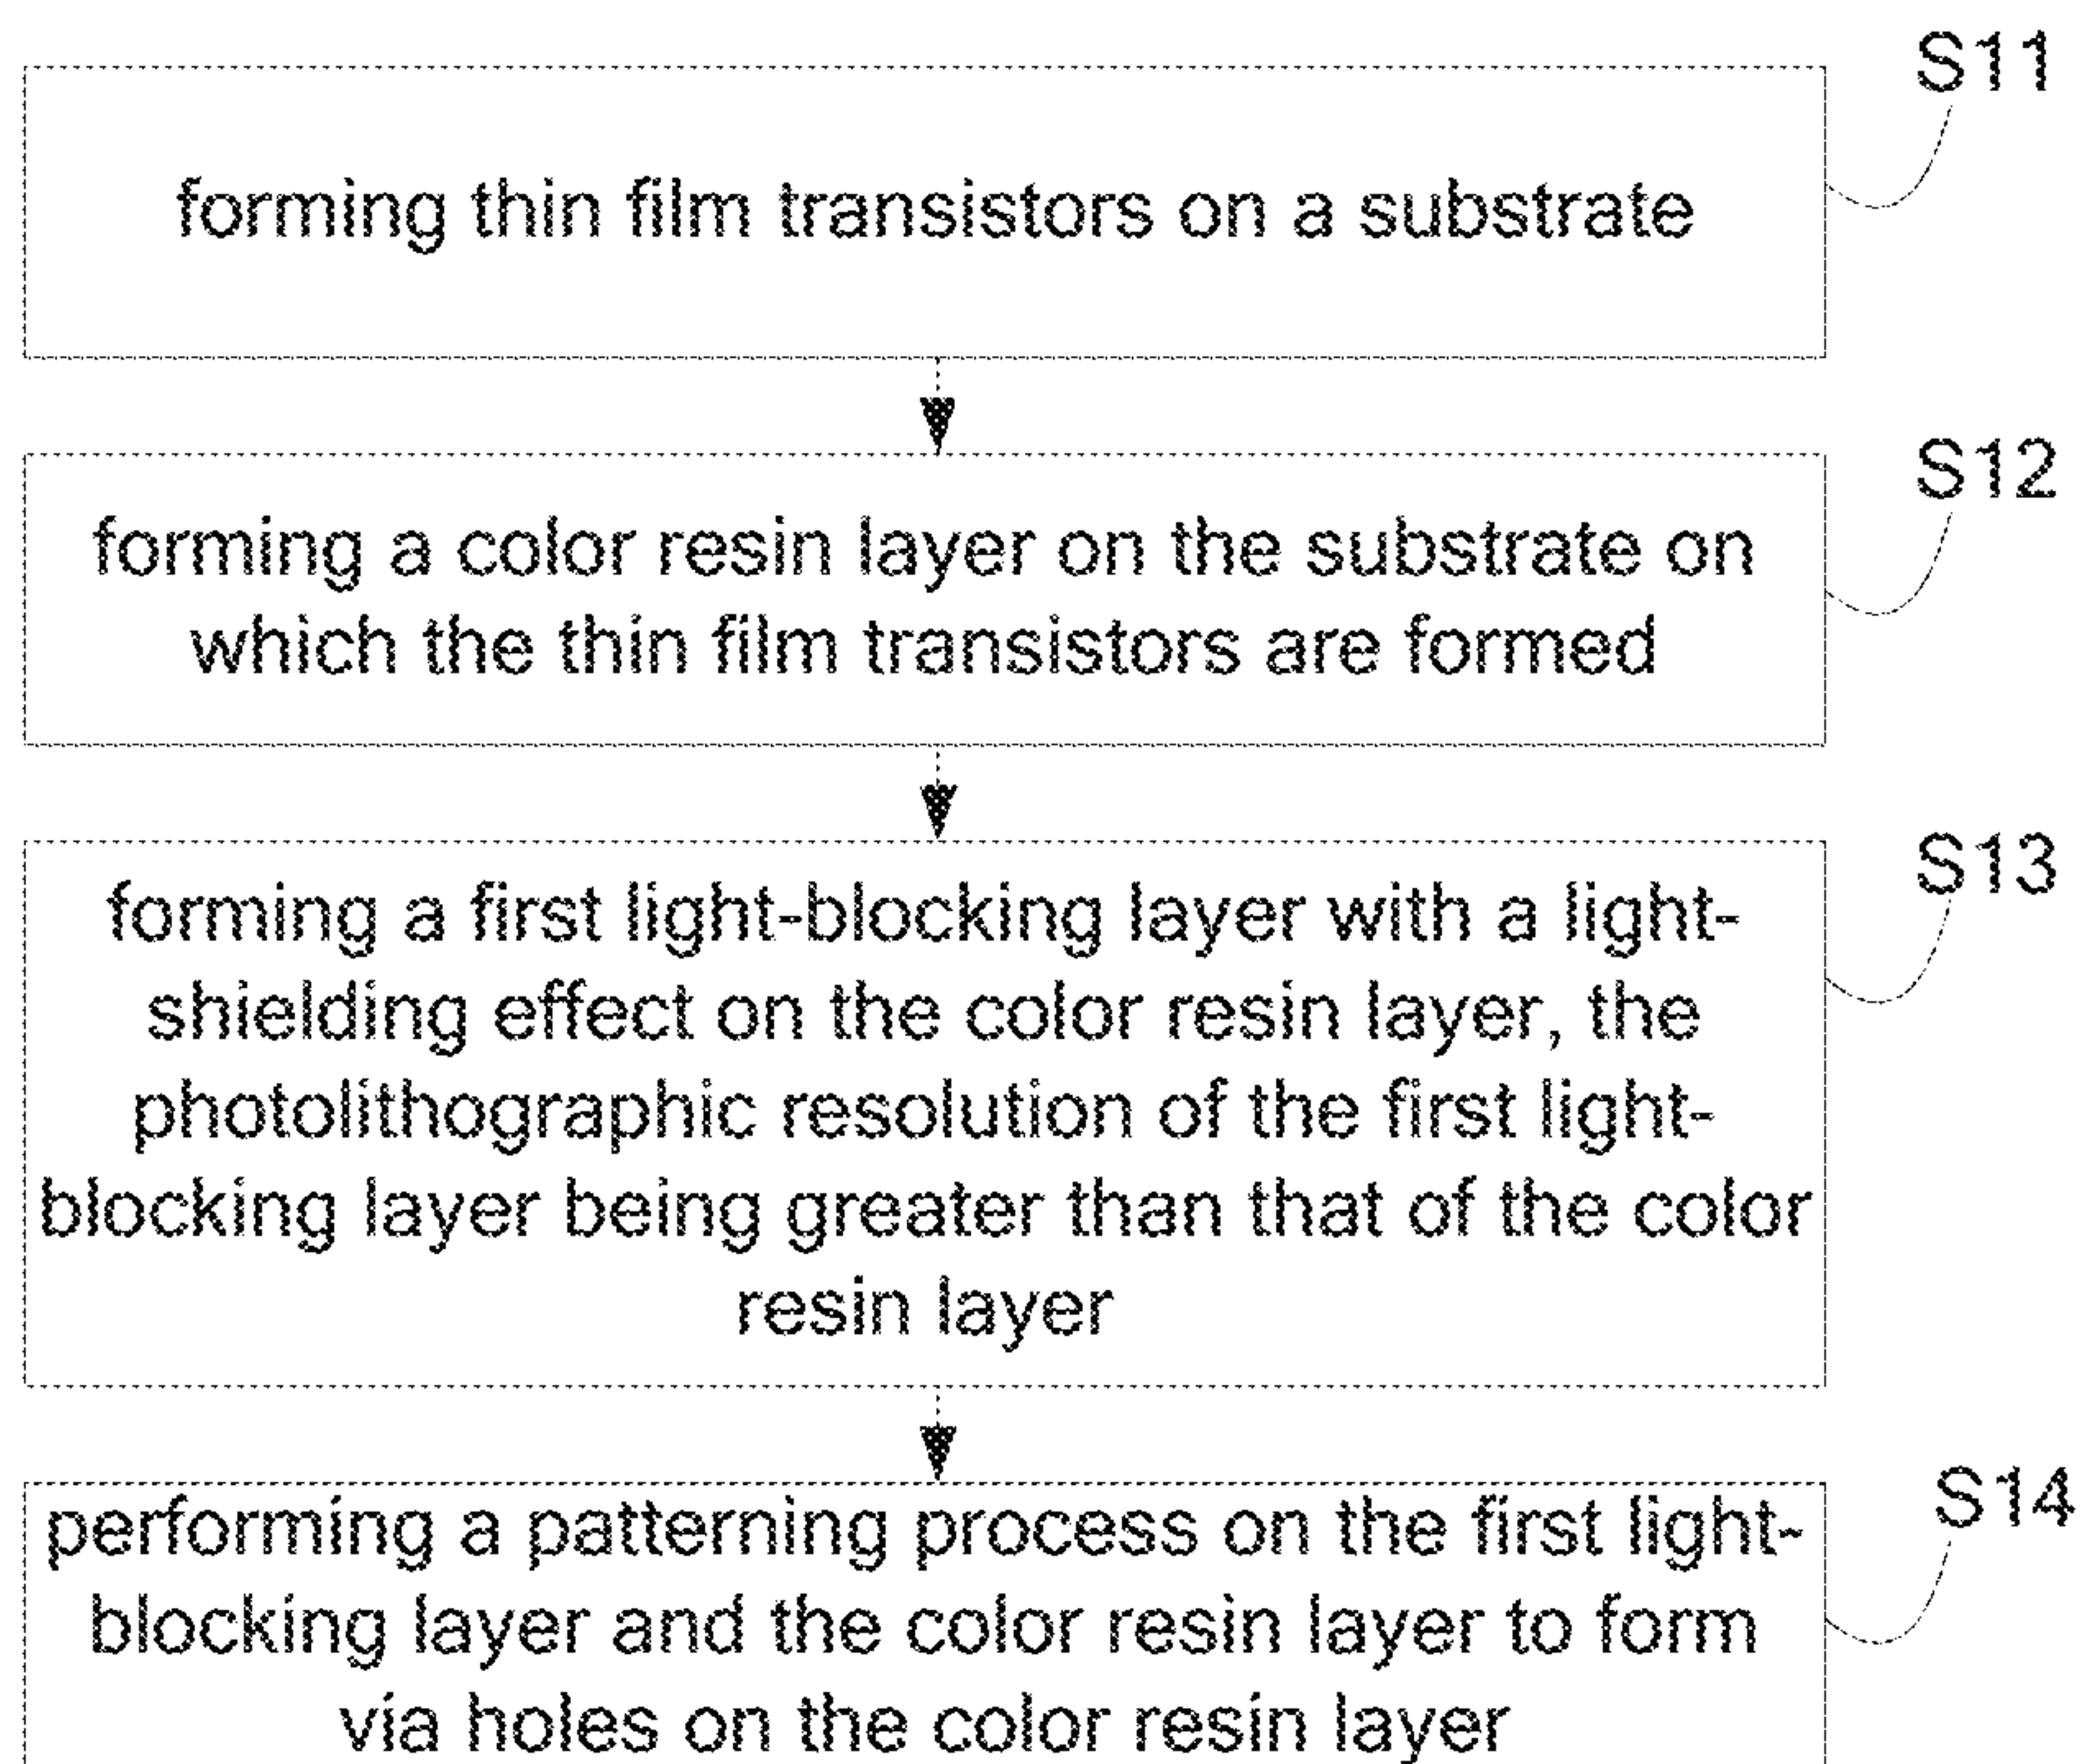 S11
forming thin film transistors on a substrate
S12
forming a color resin layer on the substrate on
which the thin film transistors are formed
S13
forming a first light-blocking layer with a light-
shielding effect on the color resin layer, the
photolithographic resolution of the first light-
blocking layer being greater than that of the color
resin layer
S14
performing a patterning process on the first light-
blocking layer and the color resin layer to form
via holes on the color resin layer